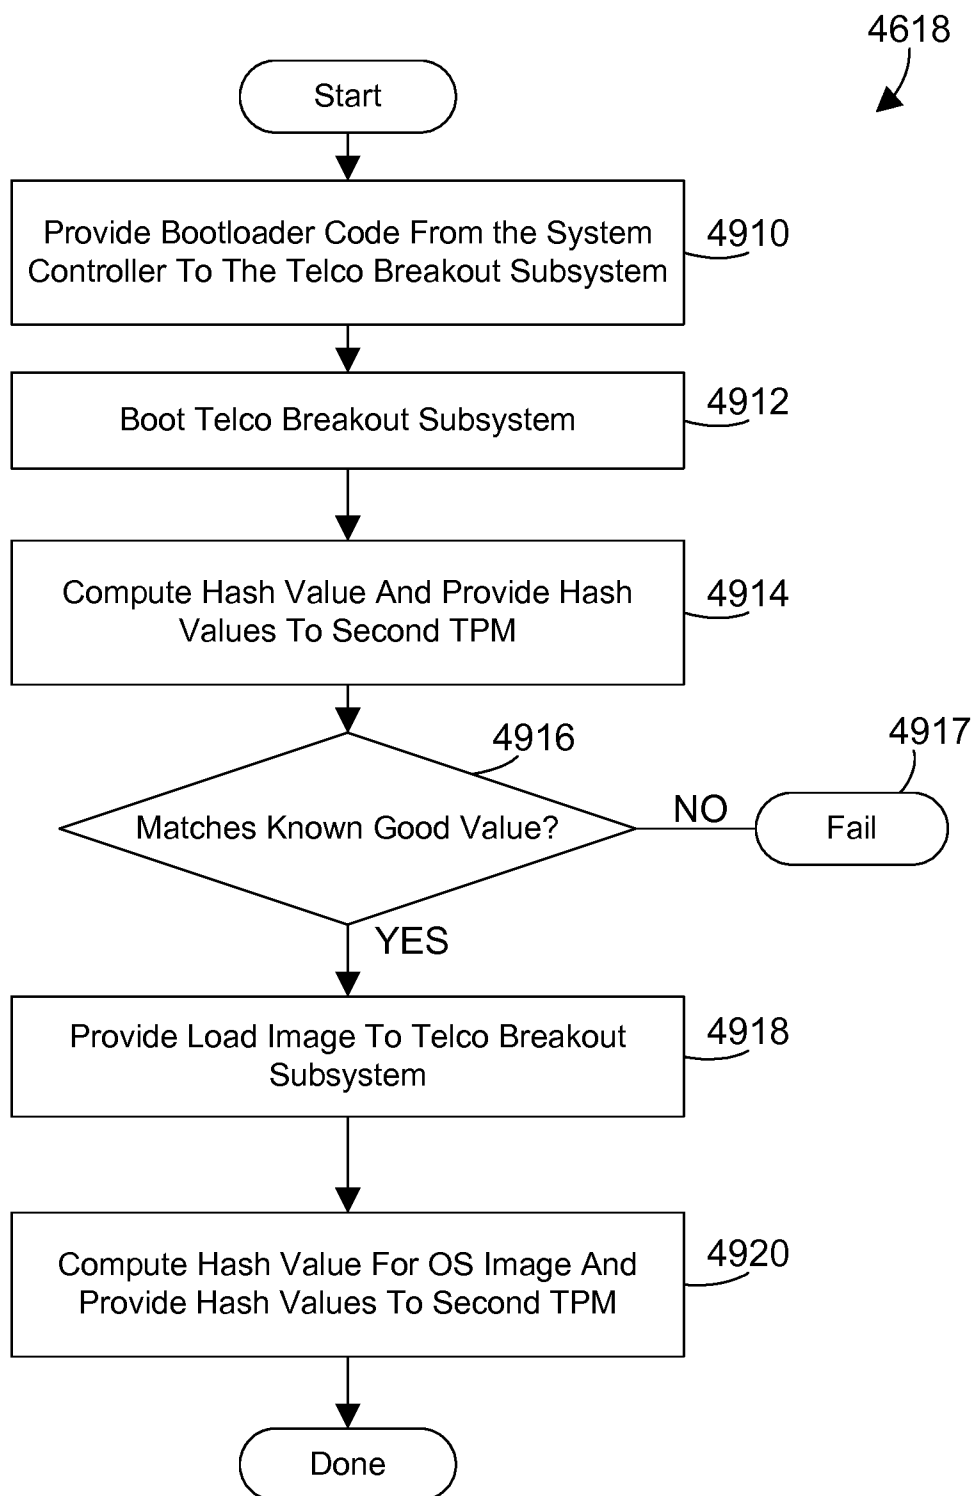 4618
Start
Provide Bootloader Code From the System
Controller To The Telco Breakout Subsystem
4910
Boot Telco Breakout Subsystem
4912
Compute Hash Value And Provide Hash
Values To Second TPM
4914
4916
4917
Matches Known Good Value?
NO
Fail
YES
Provide Load Image To Telco Breakout
Subsystem
4918
Compute Hash Value For OS Image And
Provide Hash Values To Second TPM
4920
Done